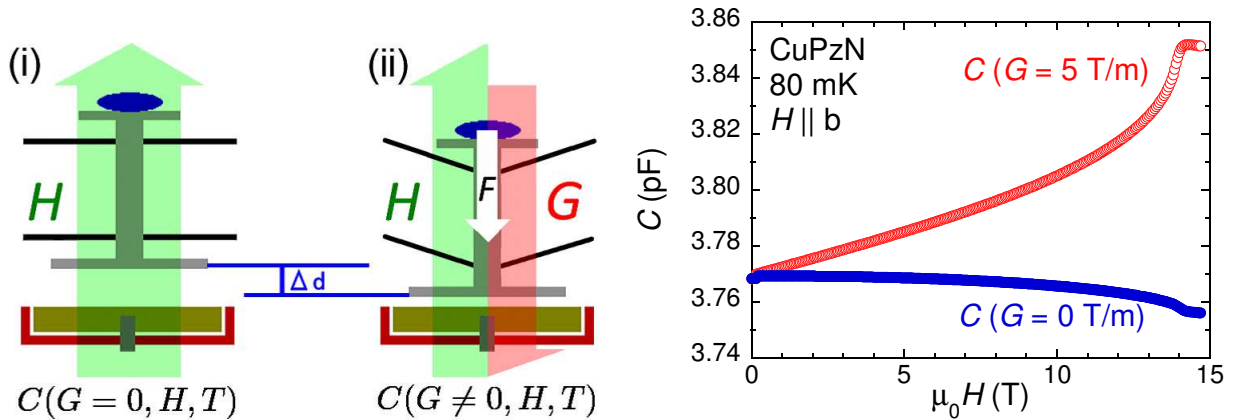 (i)
(ii)
H
H
F
G
Δ d
C(G = 0, H, T)
C(G ≠ 0, H, T)
3.86
3.84
3.82
3.80
3.78
3.76
3.74
C (pF)
CuPzN
80 mK
H || b
C (G = 5 T/m)
C (G = 0 T/m)
0
5
10
15
μ₀H (T)